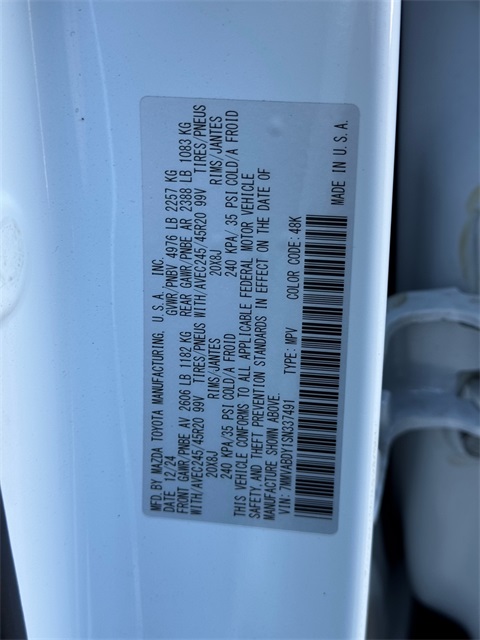 MFD. BY MAZDA TOYOTA MANUFACTURING, U.S.A. INC.
DATE: 12/24 GVWR/PNBV 4976 LB 2257 KG
FRONT GAWR/PNBE AV 2606 LB 1182 KG REAR GAWR/PNBE AR 2388 LB 1083 KG
WITH/AVEC245/45R20 99V TIRES/PNEUS WITH/AVEC245/45R20 99V TIRES/PNEUS
20X8J RIMS/JANTES 20X8J RIMS/JANTES
240 KPA/35 PSI COLD/A FROID 240 KPA/ 35 PSI COLD/A FROID
THIS VEHICLE CONFORMS TO ALL APPLICABLE FEDERAL MOTOR VEHICLE
SAFETY AND THEFT PREVENTION STANDARDS IN EFFECT ON THE DATE OF
MANUFACTURE SHOWN ABOVE.
VIN: 7MMVABDY1SN337491 TYPE: MPV COLOR CODE: 48K
MADE IN U.S.A.